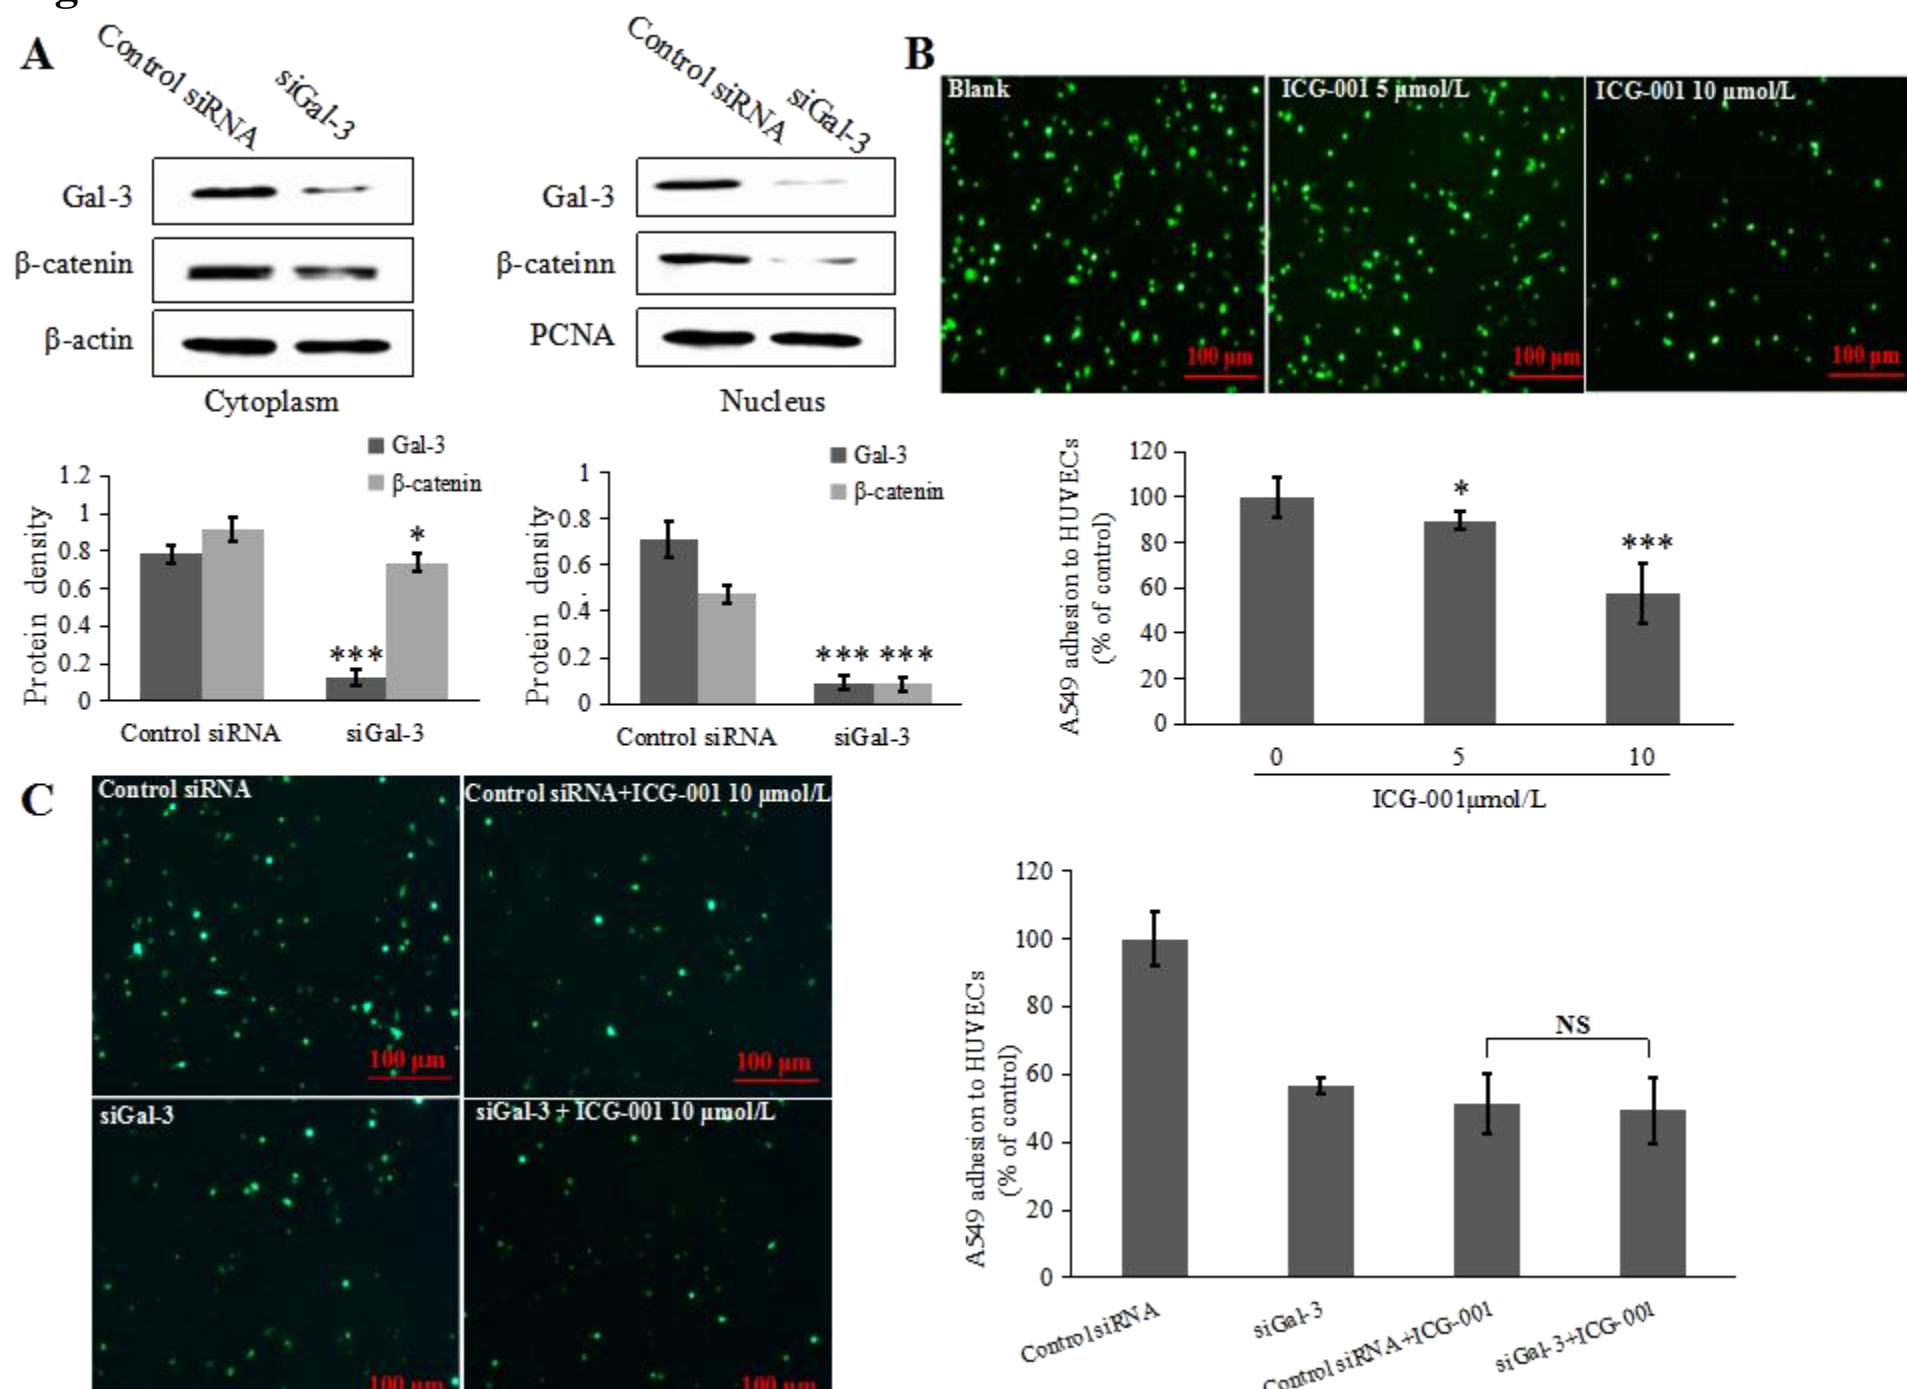 A
Control siRNA
siGal-3
Gal-3
β-catenin
β-actin
Cytoplasm
Control siRNA
siGal-3
Gal-3
β-cateinn
PCNA
Nucleus
Gal-3
β-catenin
Protein density
1.2
1
0.8
0.6
0.4
0.2
0
***
*
Control siRNA
siGal-3
Gal-3
β-catenin
Protein density
1
0.8
0.6
0.4
0.2
0
*** ***
Control siRNA
siGal-3
B
Blank
ICG-001 5 μmol/L
ICG-001 10 μmol/L
100 μm
100 μm
100 μm
A549 adhesion to HUVECs
(% of control)
120
100
80
60
40
20
0
*
***
0
5
10
ICG-001μmol/L
C
Control siRNA
Control siRNA+ICG-001 10 μmol/L
100 μm
100 μm
siGal-3
siGal-3 + ICG-001 10 μmol/L
100 μm
100 μm
A549 adhesion to HUVECs
(% of control)
120
100
80
60
40
20
0
NS
ControlsiRNA
siGal-3
Control siRNA+ICG-001
siGal-3+ICG-001